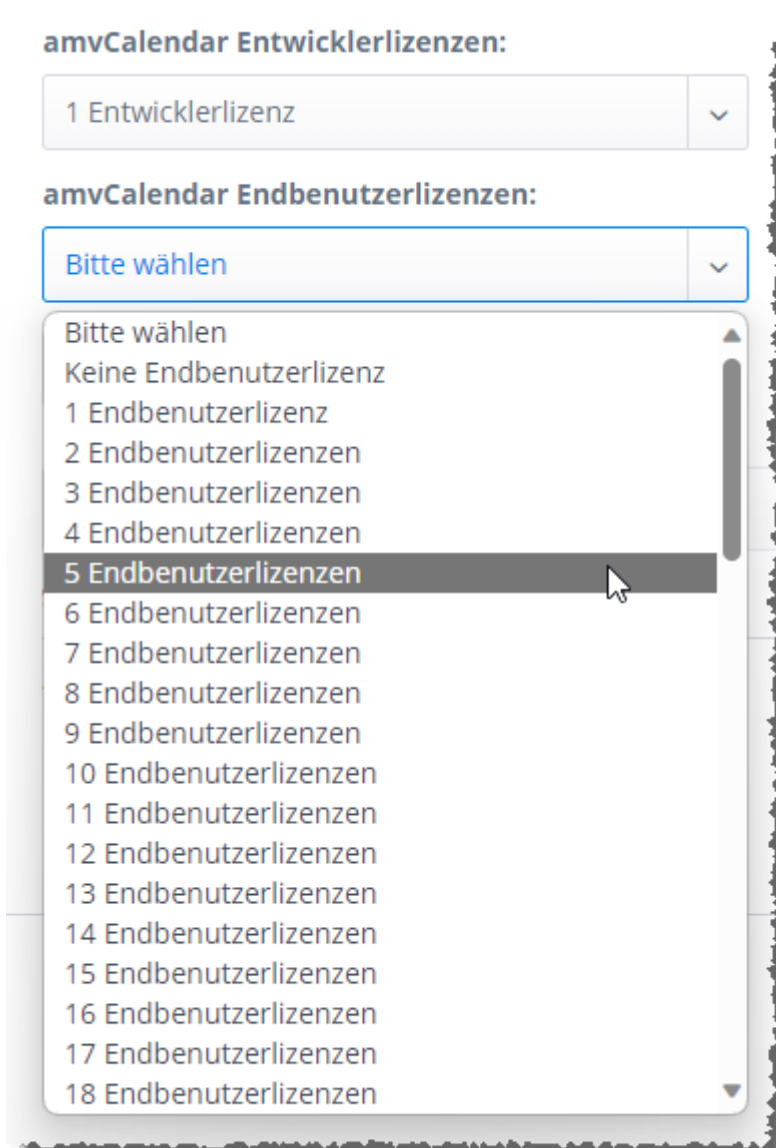 amvCalendar Entwicklerlizenzen:
1 Entwicklerlizenz
amvCalendar Endbenutzerlizenzen:
Bitte wählen
Bitte wählen
Keine Endbenutzerlizenz
1 Endbenutzerlizenz
2 Endbenutzerlizenzen
3 Endbenutzerlizenzen
4 Endbenutzerlizenzen
5 Endbenutzerlizenzen
6 Endbenutzerlizenzen
7 Endbenutzerlizenzen
8 Endbenutzerlizenzen
9 Endbenutzerlizenzen
10 Endbenutzerlizenzen
11 Endbenutzerlizenzen
12 Endbenutzerlizenzen
13 Endbenutzerlizenzen
14 Endbenutzerlizenzen
15 Endbenutzerlizenzen
16 Endbenutzerlizenzen
17 Endbenutzerlizenzen
18 Endbenutzerlizenzen